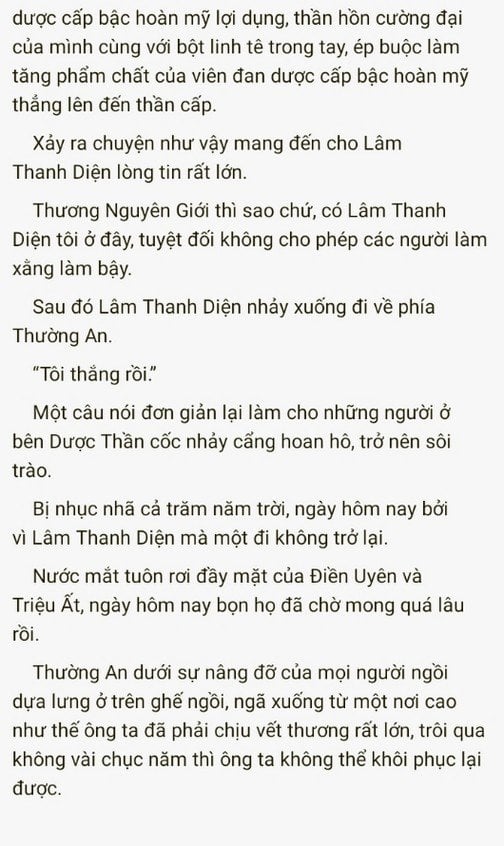 dược cấp bậc hoàn mỹ lợi dụng, thần hồn cường đại
của mình cùng với bột linh tê trong tay, ép buộc làm
tăng phẩm chất của viên đan dược cấp bậc hoàn mỹ
thẳng lên đến thần cấp.
Xảy ra chuyện như vậy mang đến cho Lâm
Thanh Diện lòng tin rất lớn.
Thương Nguyên Giới thì sao chứ, có Lâm Thanh
Diện tôi ở đây, tuyệt đối không cho phép các người làm
xằng làm bậy.
Sau đó Lâm Thanh Diện nhảy xuống đi về phía
Thường An.
“Tôi thắng rồi.”
Một câu nói đơn giản lại làm cho những người ở
bên Dược Thần cốc nhảy cẩng hoan hô, trở nên sôi
trào.
Bị nhục nhã cả trăm năm trời, ngày hôm nay bởi
vì Lâm Thanh Diện mà một đi không trở lại.
Nước mắt tuôn rơi đầy mặt của Điền Uyên và
Triệu Ất, ngày hôm nay bọn họ đã chờ mong quá lâu
rồi.
Thường An dưới sự nâng đỡ của mọi người ngồi
dựa lưng ở trên ghế ngồi, ngã xuống từ một nơi cao
như thế ông ta đã phải chịu vết thương rất lớn, trôi qua
không vài chục năm thì ông ta không thể khôi phục lại
được.